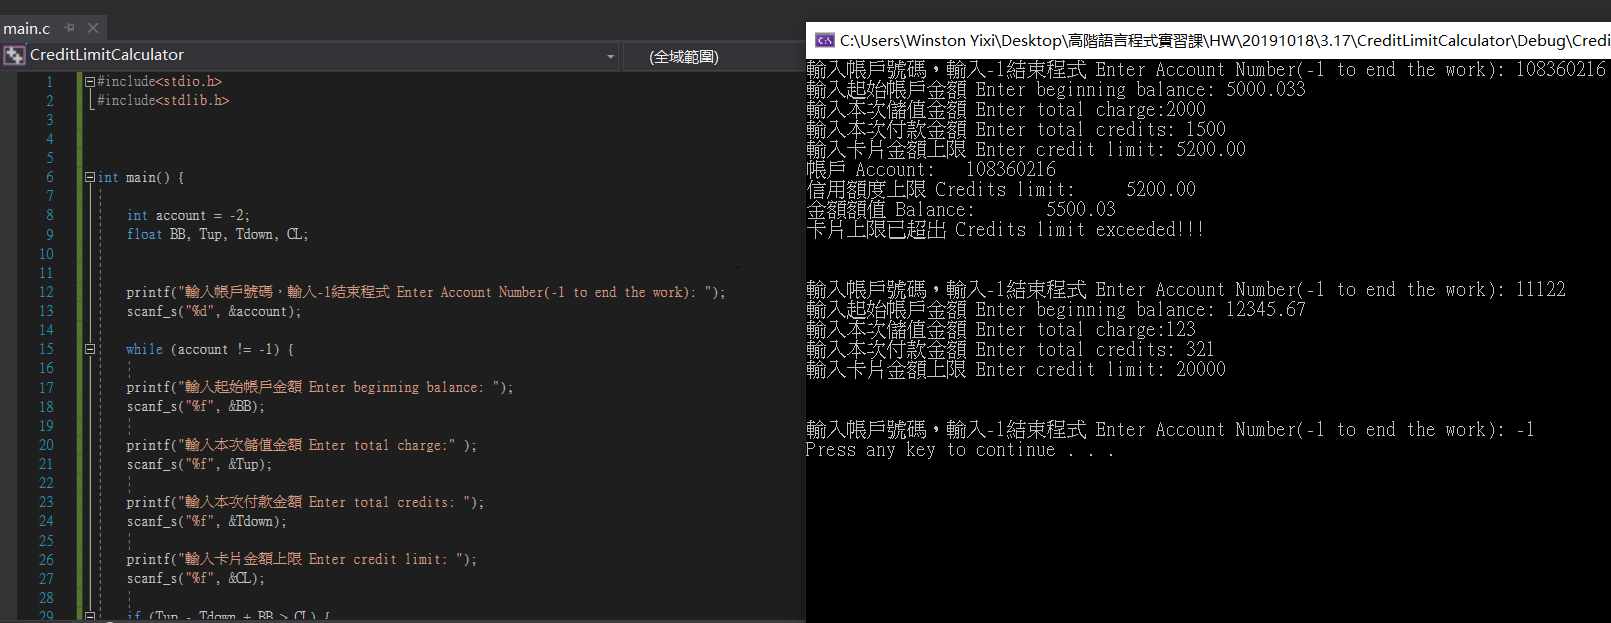 main.c
CreditLimitCalculator
(全域範圍)
1 #include<stdio.h>
2 #include<stdlib.h>
3
4
5
6 int main() {
7
8 int account = -2;
9 float BB, Tup, Tdown, CL;
10
11
12 printf("輸入帳戶號碼，輸入-1結束程式 Enter Account Number(-1 to end the work): ");
13 scanf_s("%d", &account);
14
15 while (account != -1) {
16
17 printf("輸入起始帳戶金額 Enter beginning balance: ");
18 scanf_s("%f", &BB);
19
20 printf("輸入本次儲值金額 Enter total charge:" );
21 scanf_s("%f", &Tup);
22
23 printf("輸入本次付款金額 Enter total credits: ");
24 scanf_s("%f", &Tdown);
25
26 printf("輸入卡片金額上限 Enter credit limit: ");
27 scanf_s("%f", &CL);
28
29 if (Tup - Tdown + BB > CL) {
C:\Users\Winston Yixi\Desktop\高階語言程式實習課\HW\20191018\3.17\CreditLimitCalculator\Debug\Credi
輸入帳戶號碼，輸入-1結束程式 Enter Account Number(-1 to end the work): 108360216
輸入起始帳戶金額 Enter beginning balance: 5000.033
輸入本次儲值金額 Enter total charge:2000
輸入本次付款金額 Enter total credits: 1500
輸入卡片金額上限 Enter credit limit: 5200.00
帳戶 Account: 108360216
信用額度上限 Credits limit: 5200.00
金額額值 Balance: 5500.03
卡片上限已超出 Credits limit exceeded!!!
輸入帳戶號碼，輸入-1結束程式 Enter Account Number(-1 to end the work): 11122
輸入起始帳戶金額 Enter beginning balance: 12345.67
輸入本次儲值金額 Enter total charge:123
輸入本次付款金額 Enter total credits: 321
輸入卡片金額上限 Enter credit limit: 20000
輸入帳戶號碼，輸入-1結束程式 Enter Account Number(-1 to end the work): -1
Press any key to continue . . .